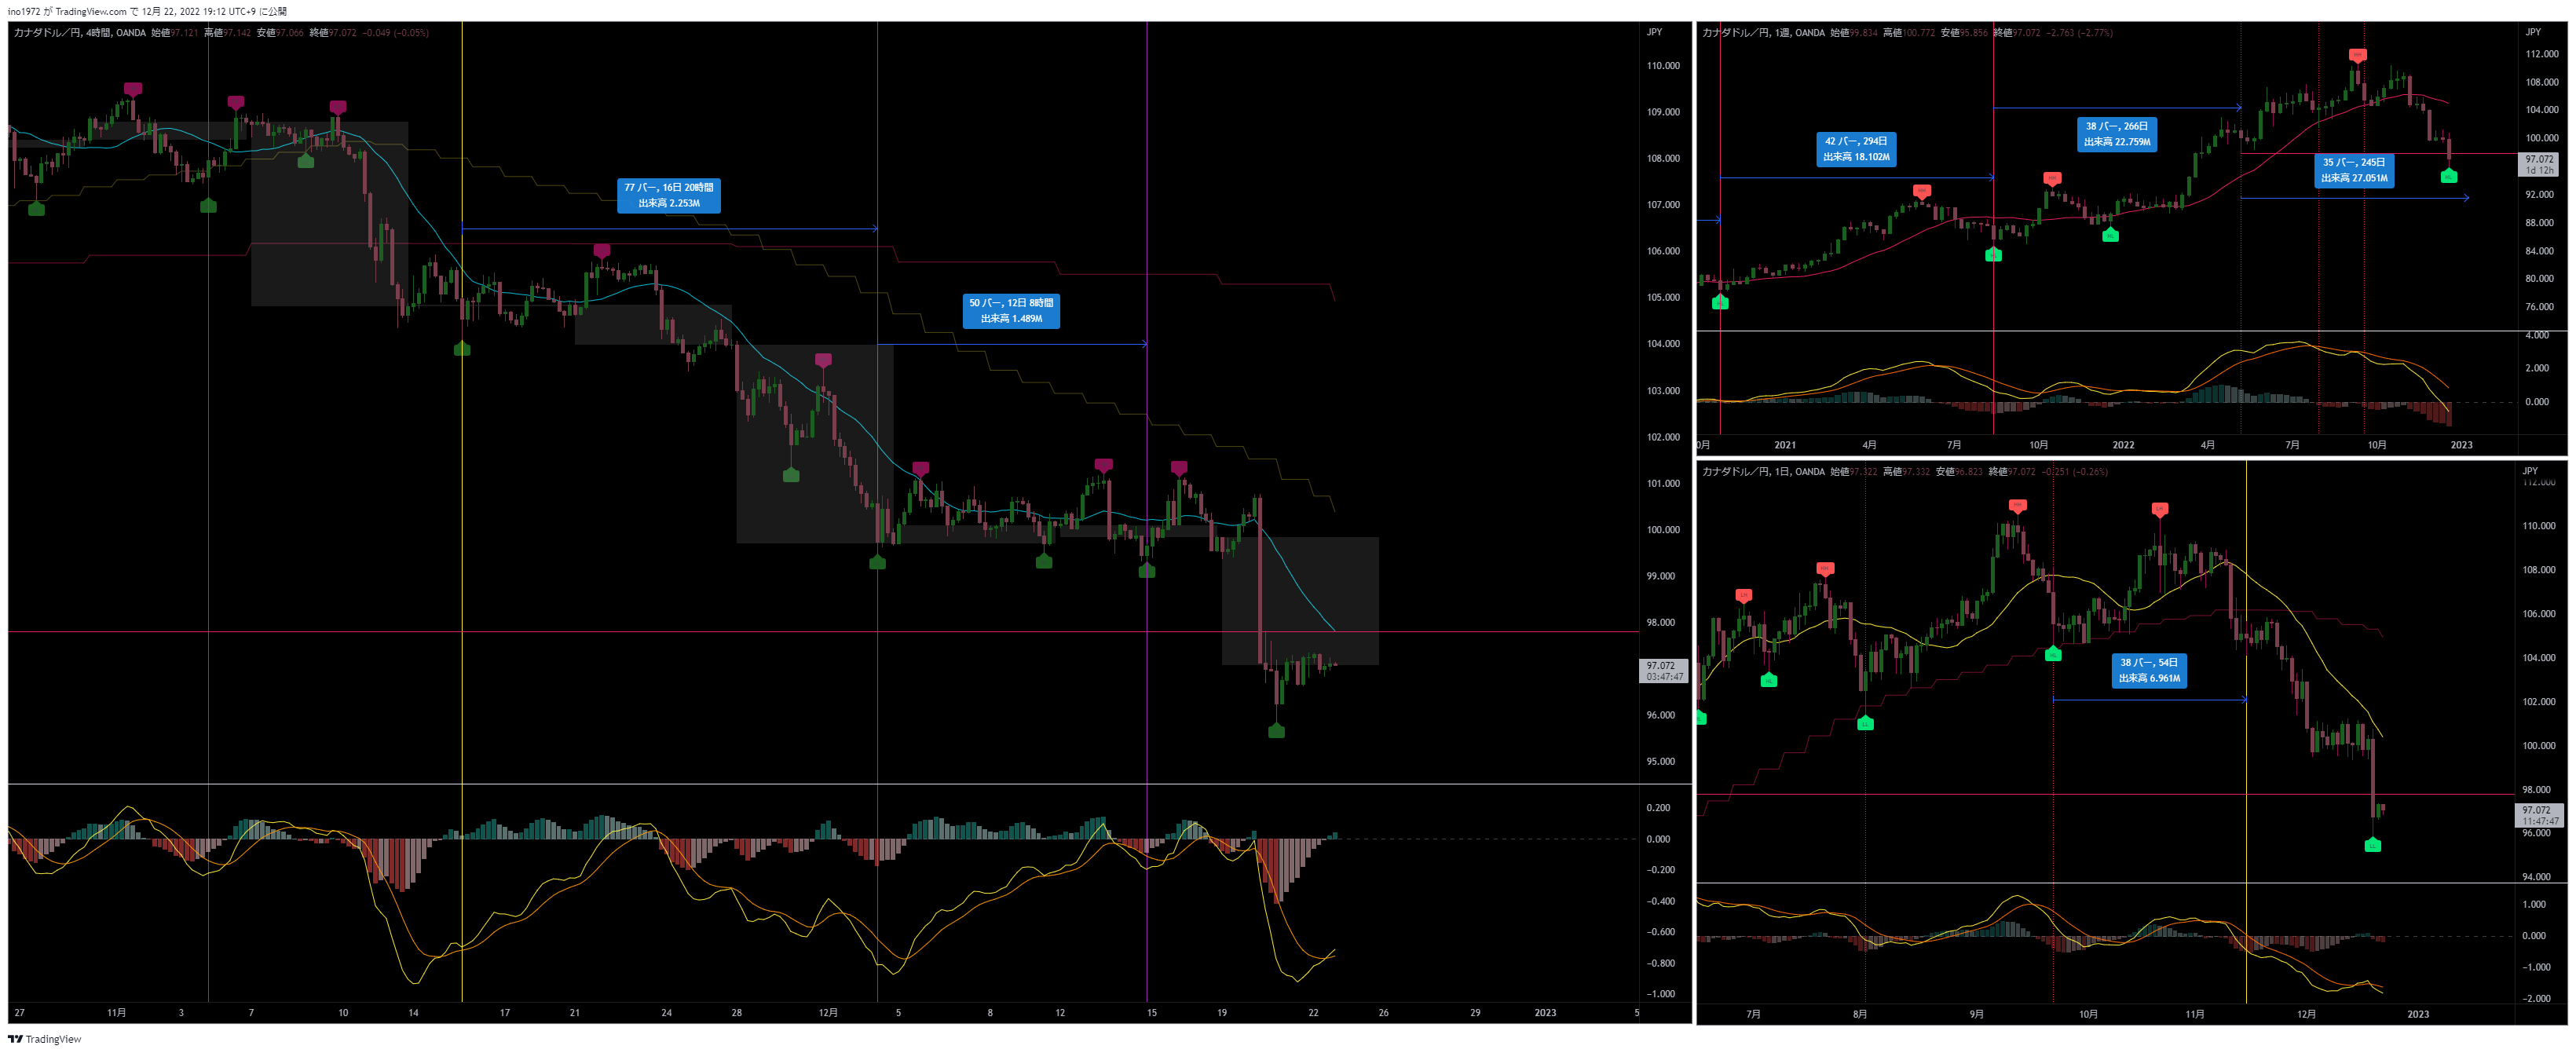 ino1972 が TradingView.com で 12月 22, 2022 19:12 UTC+9 に公開
カナダドル／円, 4時間, OANDA 始値97.121 高値97.142 安値97.066 終値97.072 −0.049 (−0.05%)
JPY
110.000
109.000
108.000
107.000
106.000
105.000
104.000
103.000
102.000
101.000
100.000
99.000
98.000
97.072
03:47:47
96.000
95.000
77 バー, 16日 20時間
出来高 2.253M
50 バー, 12日 8時間
出来高 1.489M
0.200
0.000
−0.200
−0.400
−0.600
−0.800
−1.000
27 11月 3 7 10 14 17 21 24 28 12月 5 8 12 15 19 22 26 29 2023 5
カナダドル／円, 1週, OANDA 始値99.834 高値100.772 安値95.856 終値97.072 −2.763 (−2.77%)
JPY
112.000
108.000
104.000
100.000
97.072
1d 12h
92.000
88.000
84.000
80.000
76.000
42 バー, 294日
出来高 18.102M
38 バー, 266日
出来高 22.759M
35 バー, 245日
出来高 27.051M
4.000
2.000
0.000
0月 2021 4月 7月 10月 2022 4月 7月 10月 2023
カナダドル／円, 1日, OANDA 始値97.322 高値97.332 安値96.823 終値97.072 −0.251 (−0.26%)
JPY
112.000
110.000
108.000
106.000
104.000
102.000
100.000
98.000
97.072
11:47:47
96.000
94.000
38 バー, 54日
出来高 6.961M
1.000
0.000
−1.000
−2.000
7月 8月 9月 10月 11月 12月 2023
TradingView